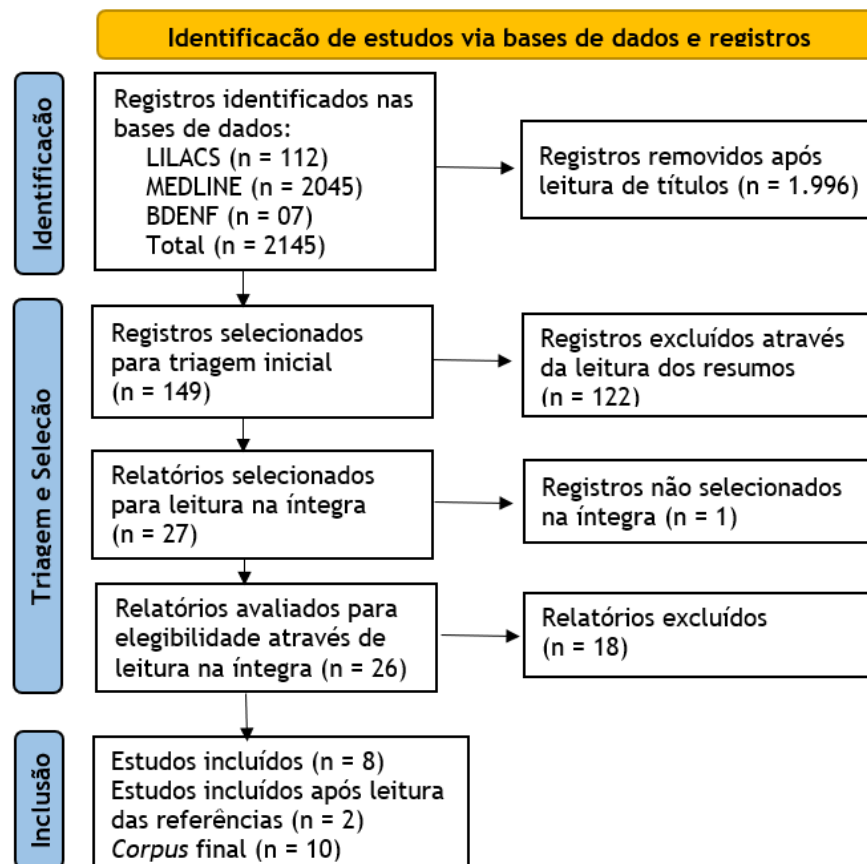 Identificação de estudos via bases de dados e registros
Identificação
Registros identificados nas
bases de dados:
LILACS (n = 112)
MEDLINE (n = 2045)
BDENF (n = 07)
Total (n = 2145)
Registros removidos após
leitura de títulos (n = 1.996)
Triagem e Seleção
Registros selecionados
para triagem inicial
(n = 149)
Registros excluídos através
da leitura dos resumos
(n = 122)
Relatórios selecionados
para leitura na íntegra
(n = 27)
Registros não selecionados
na íntegra (n = 1)
Relatórios avaliados para
elegibilidade através de
leitura na íntegra (n = 26)
Relatórios excluídos
(n = 18)
Inclusão
Estudos incluídos (n = 8)
Estudos incluídos após leitura
das referências (n = 2)
Corpus final (n = 10)